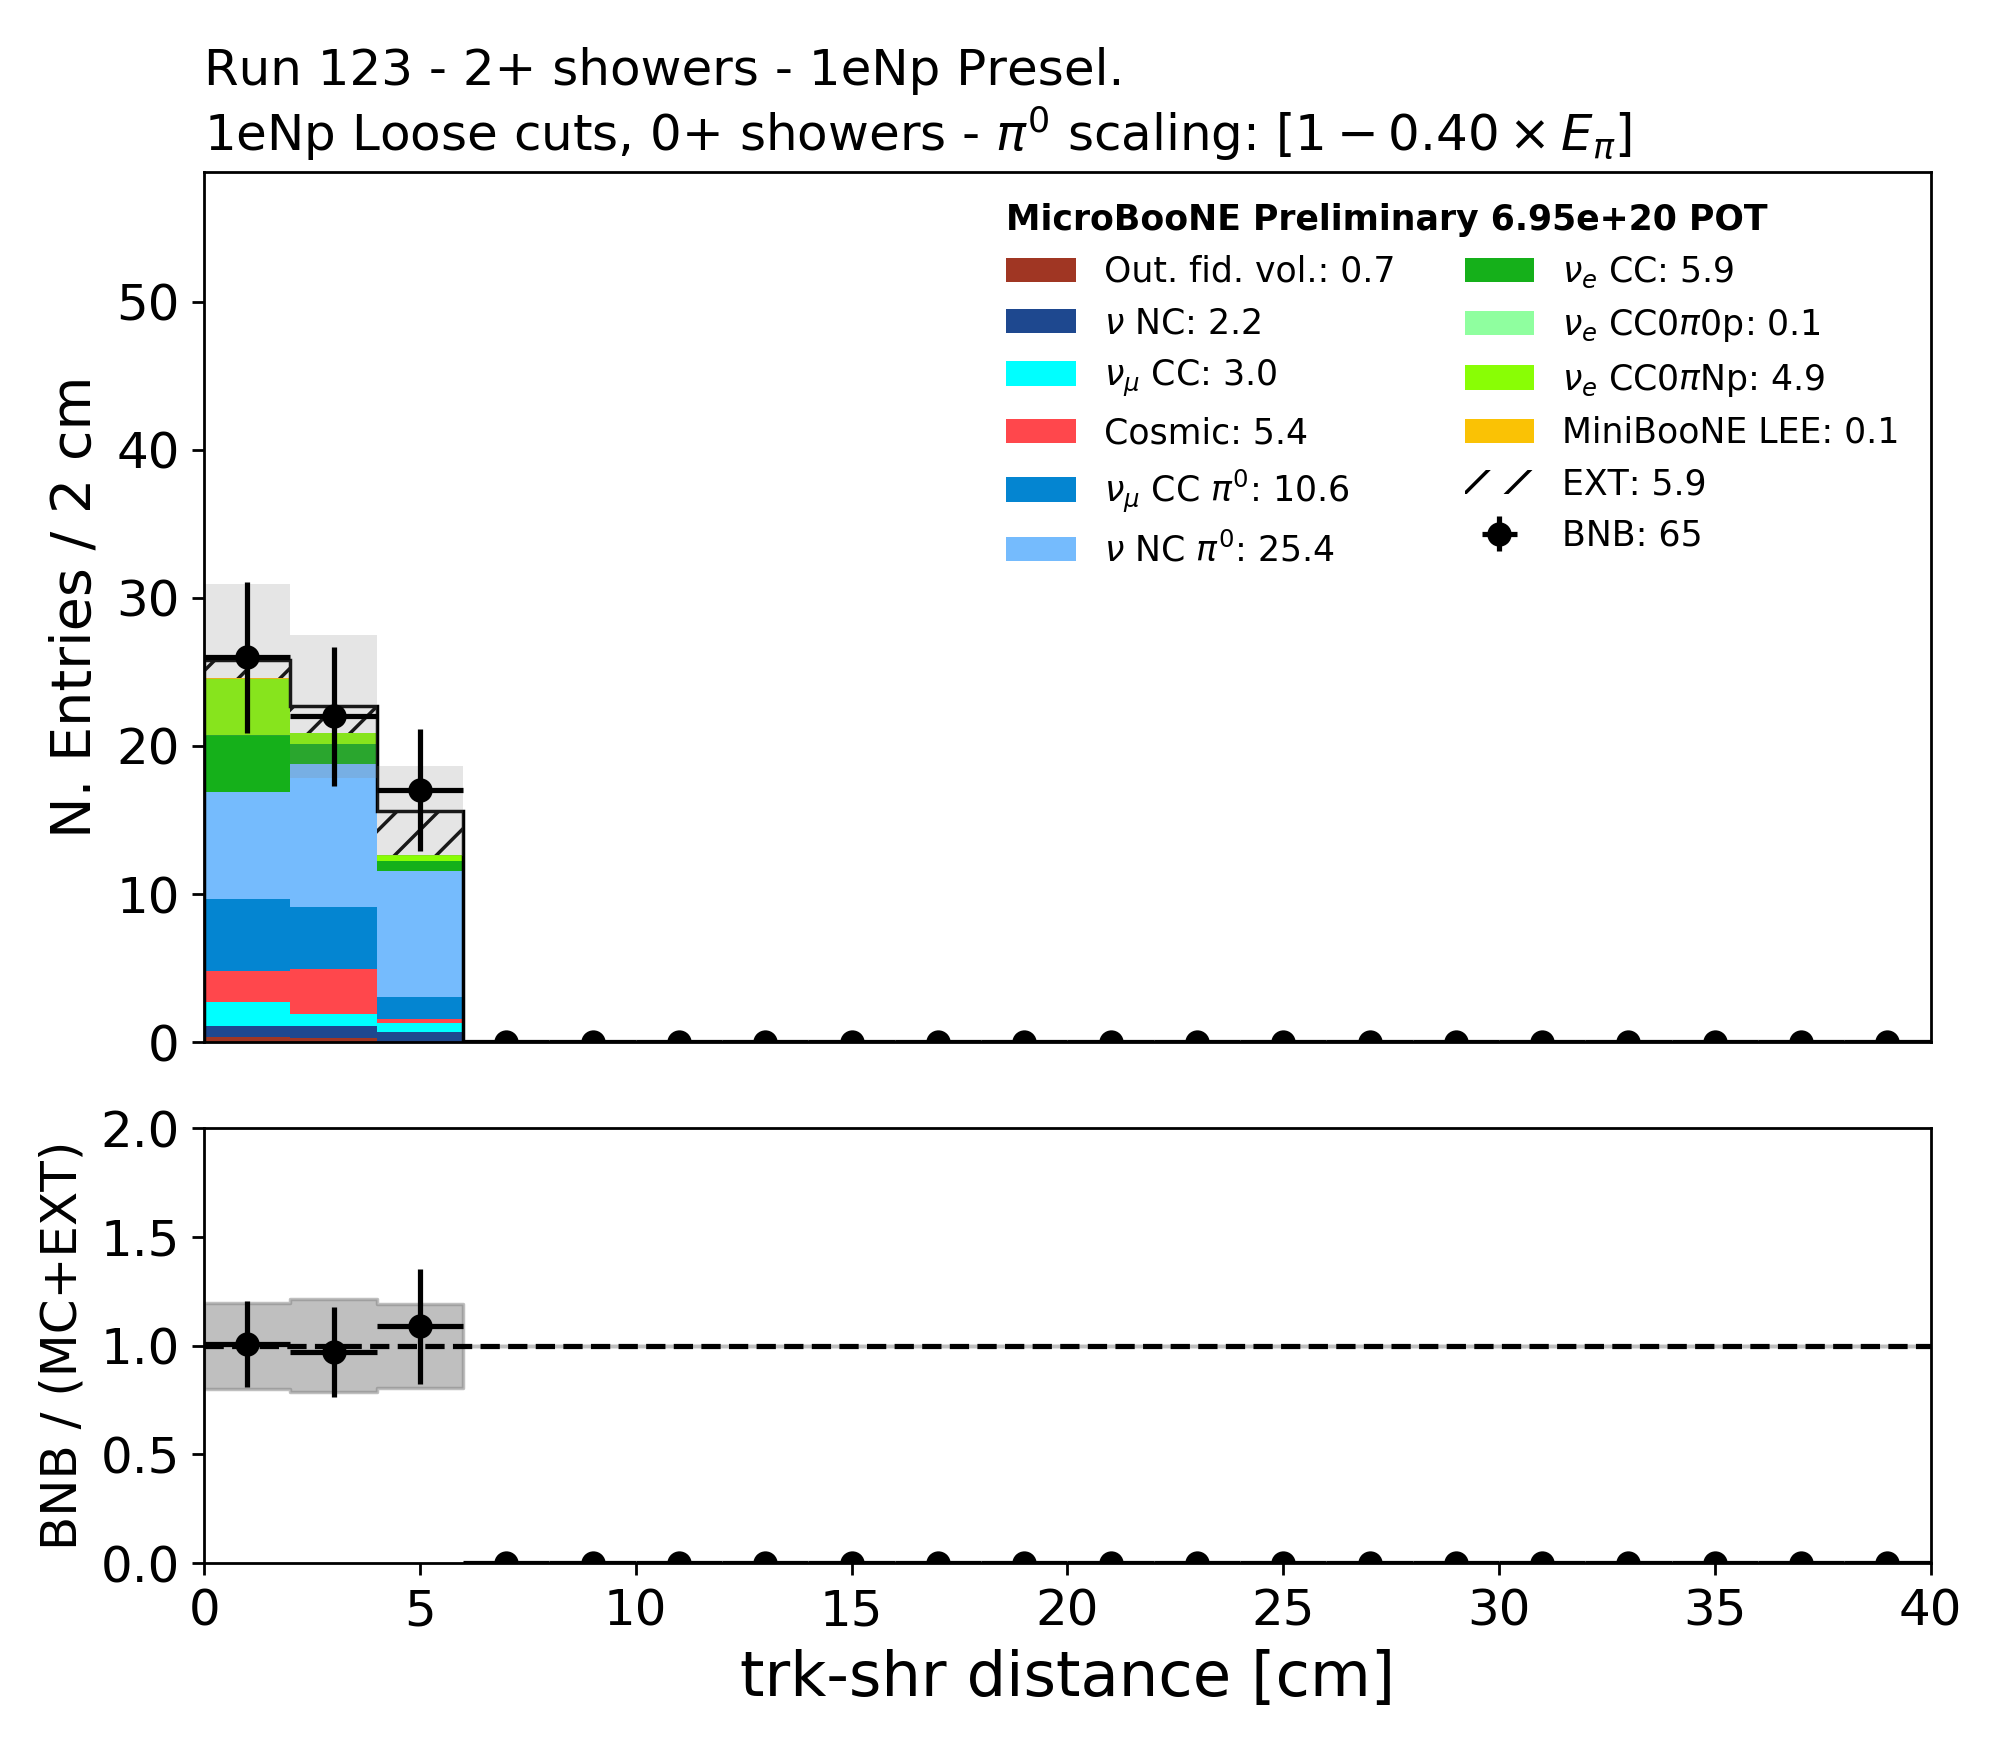 Run 123 - 2+ showers - 1eNp Presel.
1eNp Loose cuts, 0+ showers - π⁰ scaling: [1 − 0.40 × E_π]
MicroBooNE Preliminary 6.95e+20 POT
Out. fid. vol.: 0.7
ν NC: 2.2
ν_μ CC: 3.0
Cosmic: 5.4
ν_μ CC π⁰: 10.6
ν NC π⁰: 25.4
ν_e CC: 5.9
ν_e CC0π0p: 0.1
ν_e CC0πNp: 4.9
MiniBooNE LEE: 0.1
EXT: 5.9
BNB: 65
N. Entries / 2 cm
50
40
30
20
10
0
BNB / (MC+EXT)
2.0
1.5
1.0
0.5
0.0
0 5 10 15 20 25 30 35 40
trk-shr distance [cm]